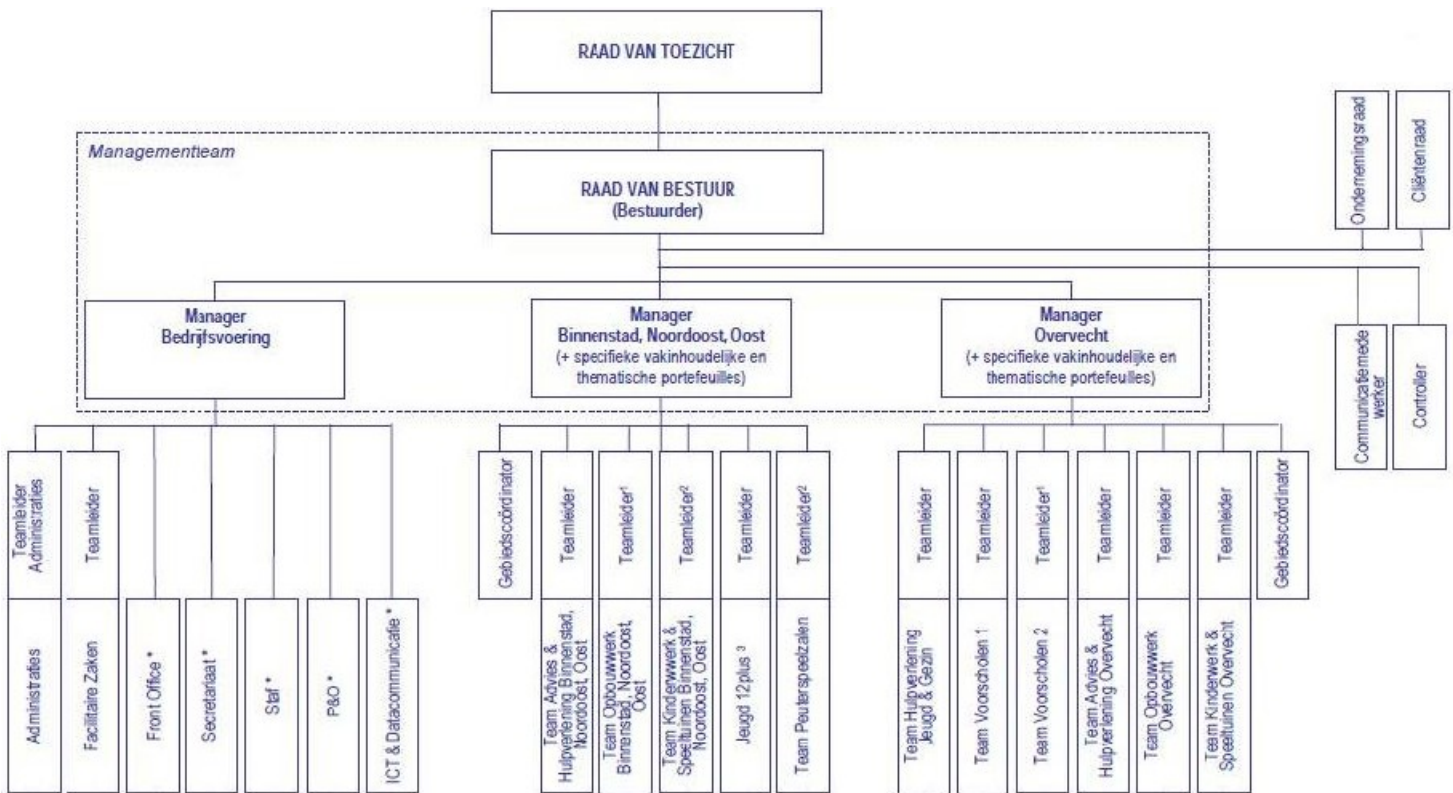 RAAD VAN TOEZICHT
Managementteam
RAAD VAN BESTUUR
(Bestuurder)
Ondernemingsraad
Cliëntenraad
Manager
Bedrijfsvoering
Manager
Binnenstad, Noordoost, Oost
(+ specifieke vakinhoudelijke en
thematische portefeuilles)
Manager
Overvecht
(+ specifieke vakinhoudelijke en
thematische portefeuilles)
Communicatiemede
werker
Controller
Teamleider
Administraties
Teamleider
Gebiedscoördinator
Teamleider
Teamleider¹
Teamleider²
Teamleider
Teamleider²
Teamleider
Teamleider
Teamleider¹
Teamleider
Teamleider
Teamleider
Gebiedscoördinator
Administraties
Facilitaire Zaken
Front Office *
Secretariaat *
Staf *
P&O *
ICT & Datacommunicatie *
Team Advies &
Hulpverlening Binnenstad,
Noordoost, Oost
Team Opbouwwerk
Binnenstad, Noordoost,
Oost
Team Kinderwerk &
Speeltuinen Binnenstad,
Noordoost, Oost
Jeugd 12plus ³
Team Peuterspeelzalen
Team Hulpverlening
Jeugd & Gezin
Team Voorscholen 1
Team Voorscholen 2
Team Advies &
Hulpverlening Overvecht
Team Opbouwwerk
Overvecht
Team Kinderwerk &
Speeltuinen Overvecht